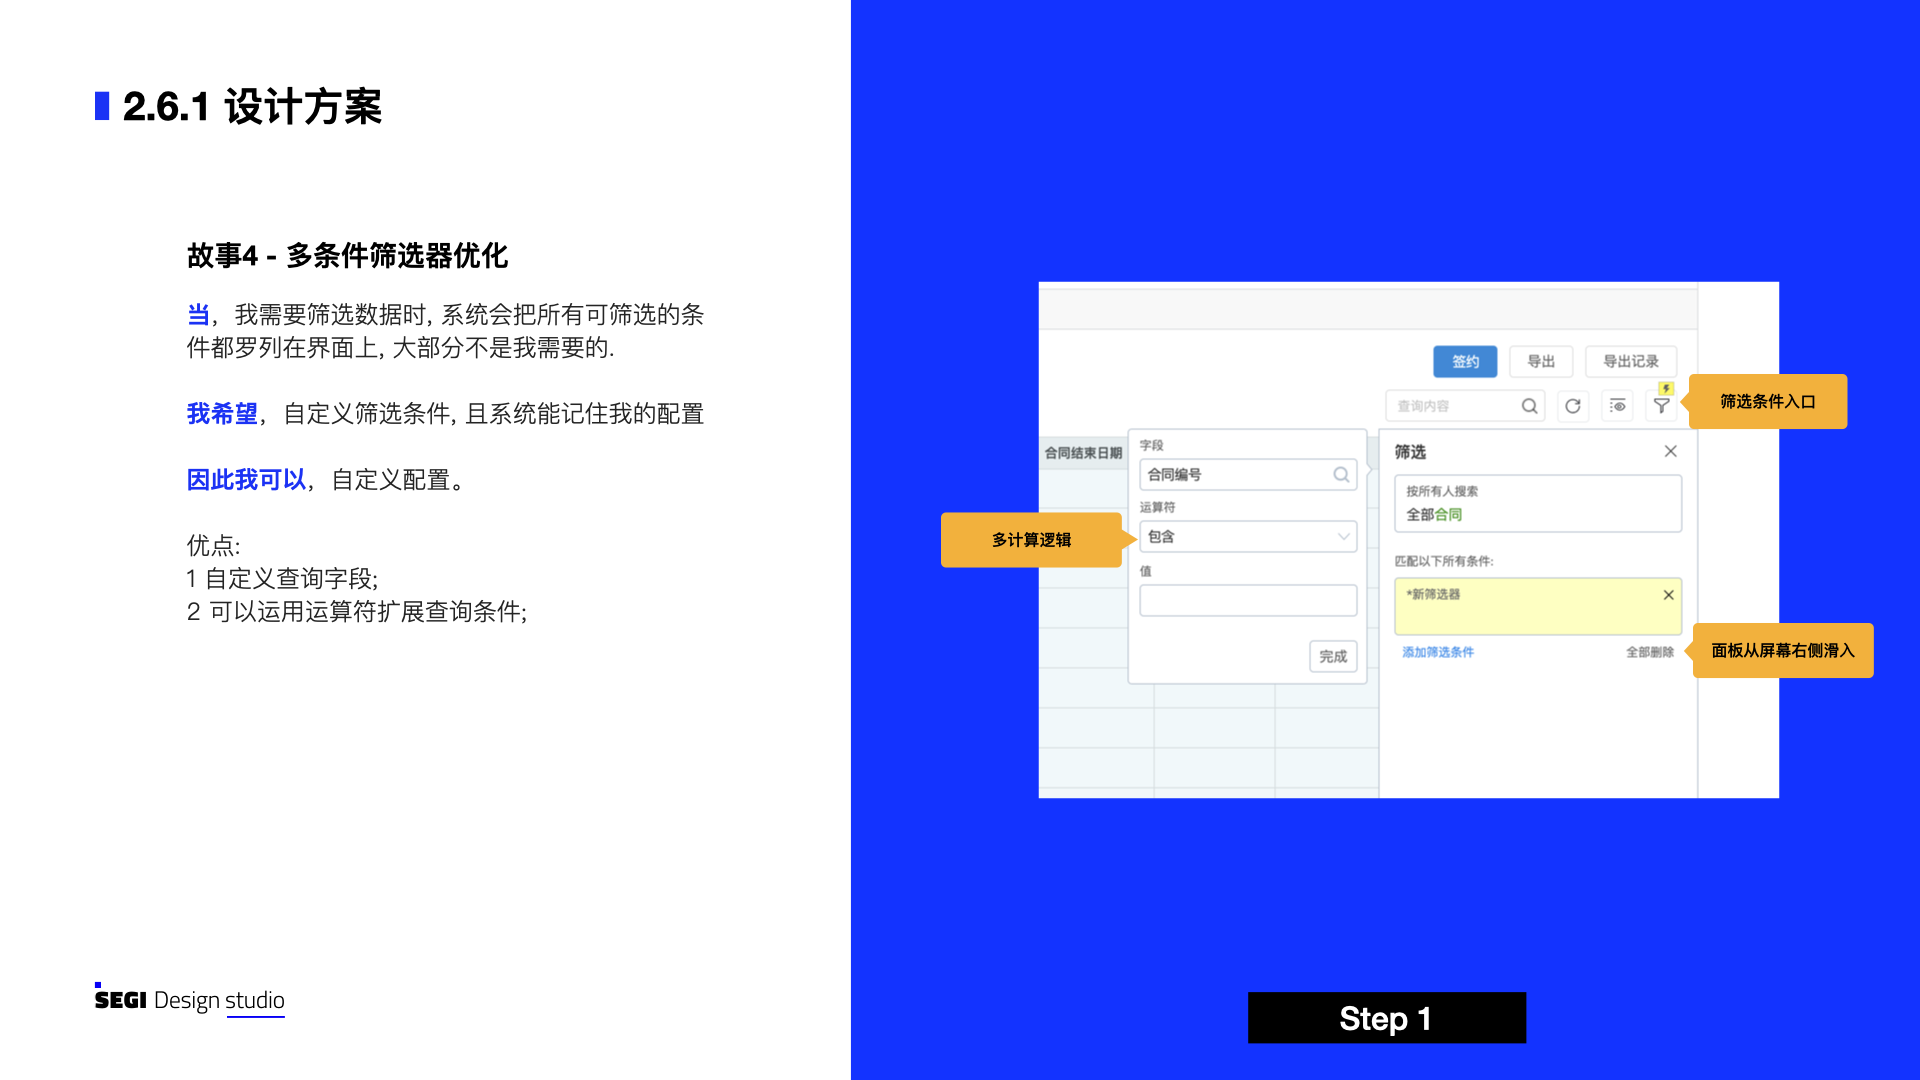 2.6.1 设计方案
故事4 - 多条件筛选器优化
当，我需要筛选数据时, 系统会把所有可筛选的条
件都罗列在界面上, 大部分不是我需要的.
我希望，自定义筛选条件, 且系统能记住我的配置
因此我可以，自定义配置。
优点:
1 自定义查询字段;
2 可以运用运算符扩展查询条件;
SEGI Design studio
签约
导出
导出记录
查询内容
筛选条件入口
合同结束日期
字段
合同编号
运算符
包含
值
完成
多计算逻辑
筛选
按所有人搜索
全部合同
匹配以下所有条件:
*新筛选器
添加筛选条件
全部删除
面板从屏幕右侧滑入
Step 1